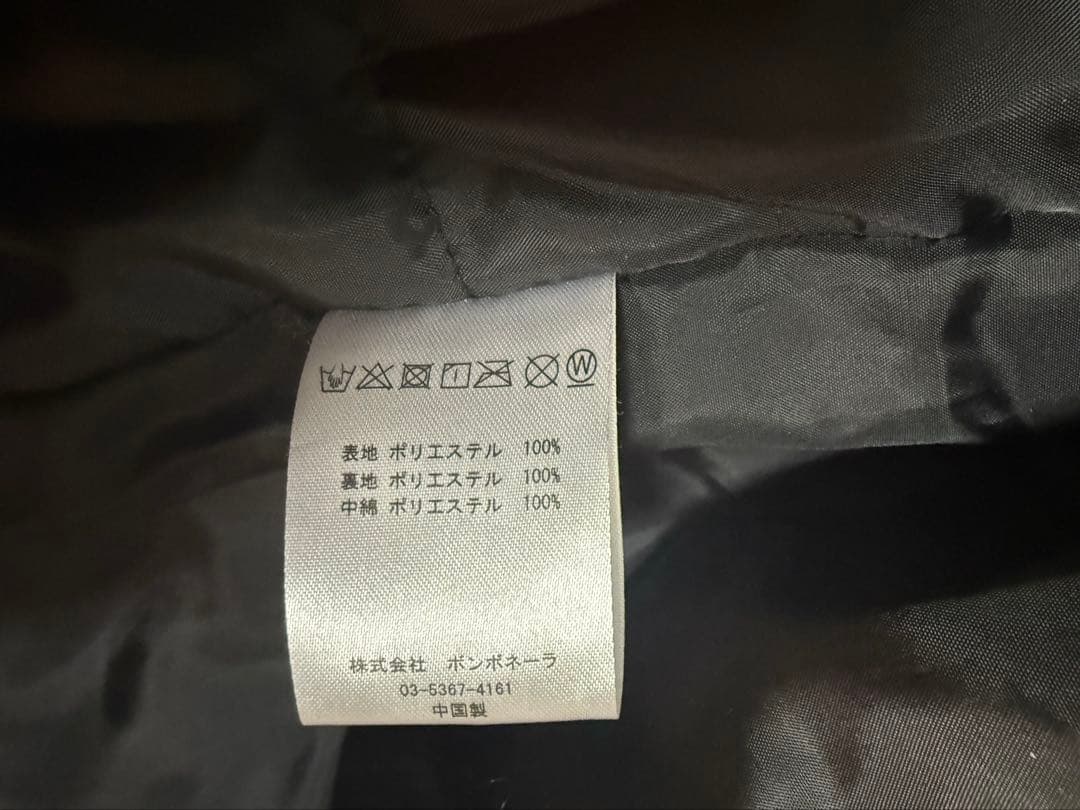 W
表地 ポリエステル 100%
裏地 ポリエステル 100%
中綿 ポリエステル 100%
株式会社 ボンボネーラ
03-5367-4161
中国製